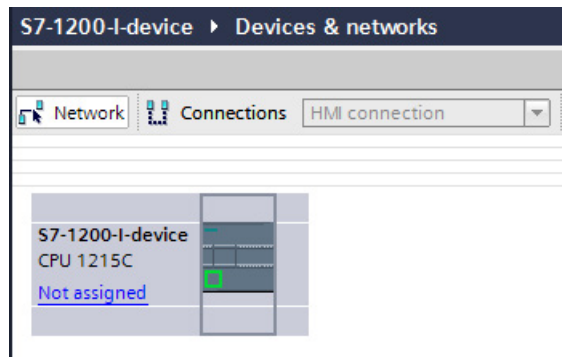 S7-1200-I-device ▸ Devices & networks
Network Connections HMI connection
S7-1200-I-device
CPU 1215C
Not assigned